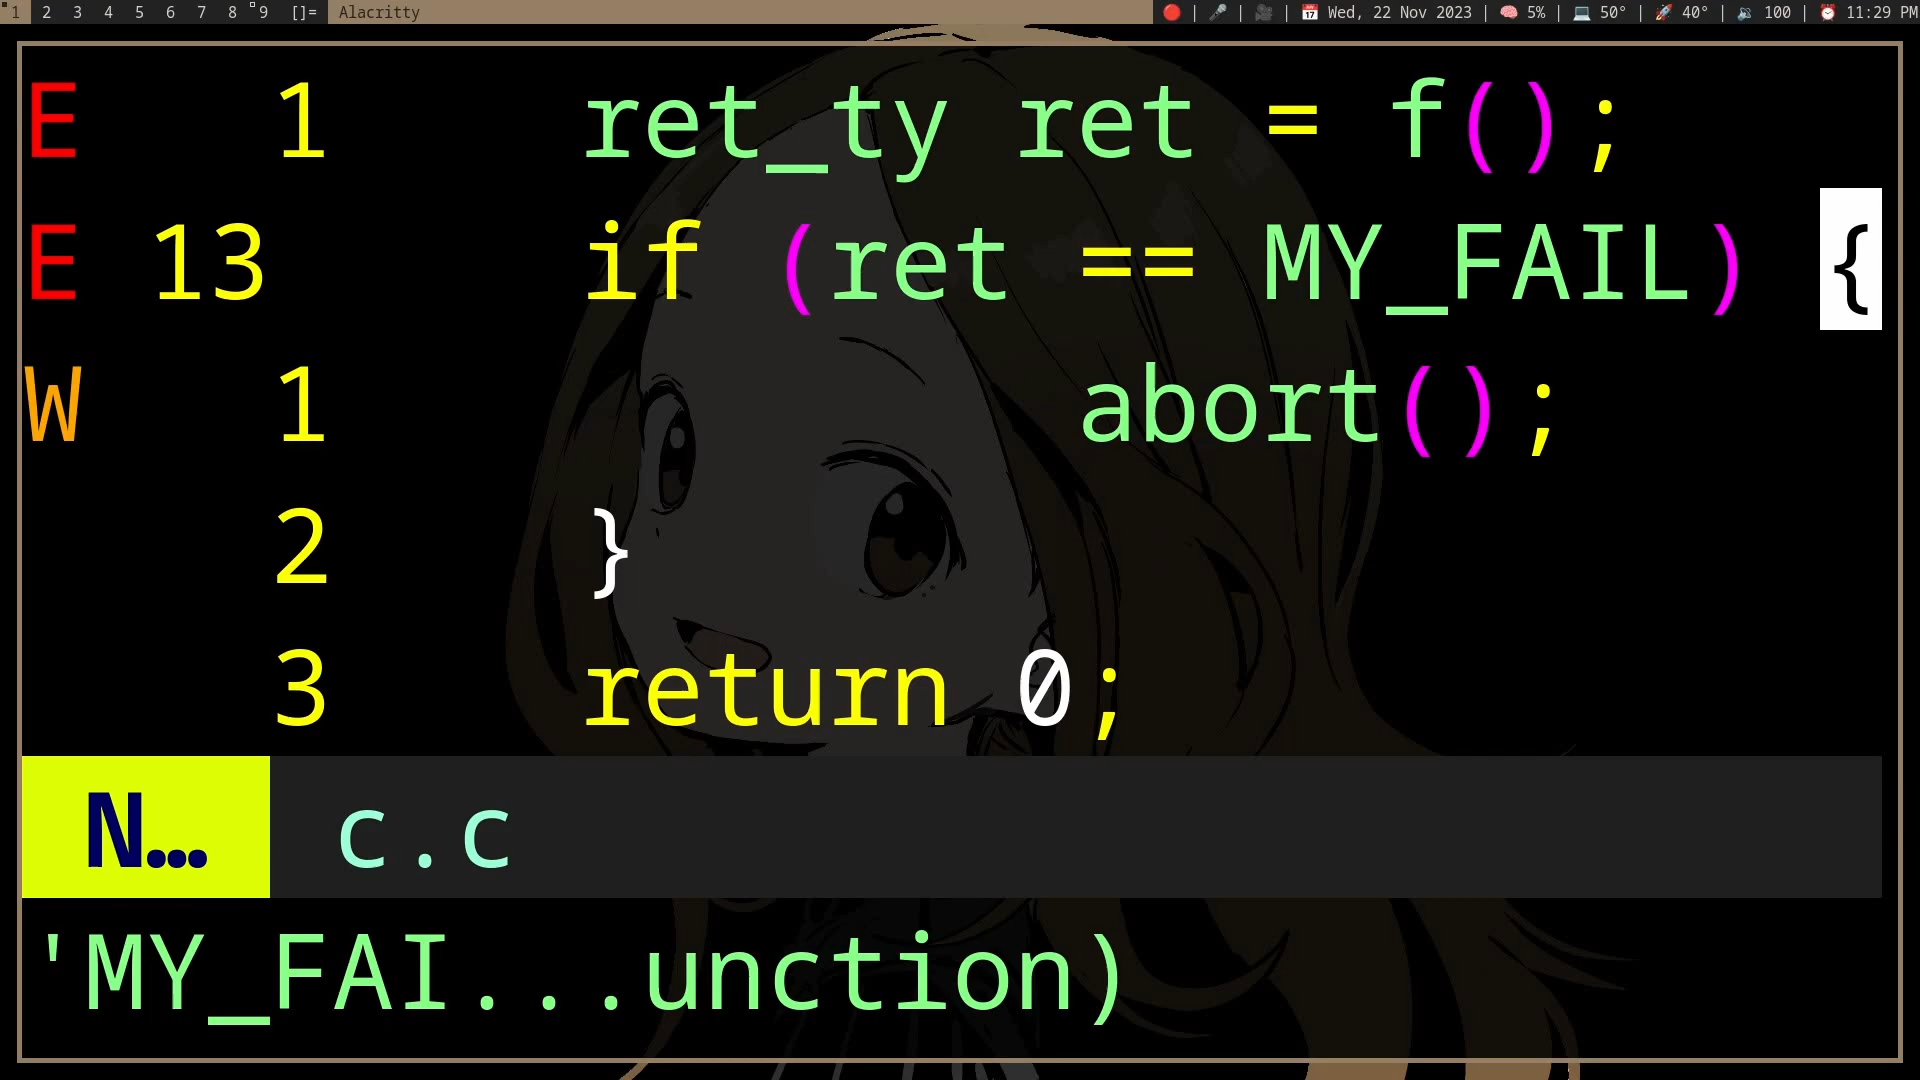 1 2 3 4 5 6 7 8 9 []= Alacritty 🔴 | 🎤 | 🎥 | 📅 Wed, 22 Nov 2023 | 🧠 5% | 💻 50° | 🚀 40° | 🔉 100 | ⏰ 11:29 PM
E 1 ret_ty ret = f();
E 13 if (ret == MY_FAIL) {
W 1 abort();
2 }
3 return 0;
N… c.c
'MY_FAI...unction)